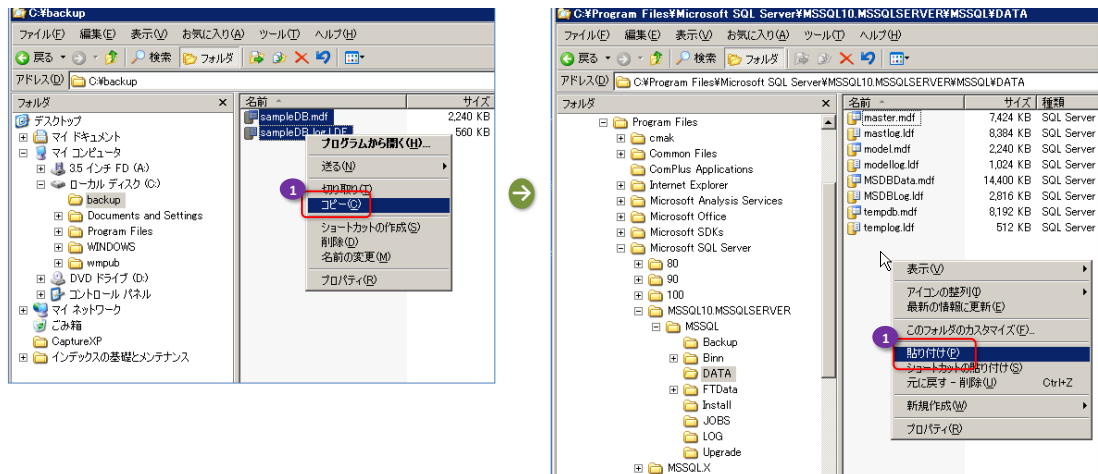 C:¥backup
ファイル(F) 編集(E) 表示(V) お気に入り(A) ツール(T) ヘルプ(H)
戻る 検索 フォルダ
アドレス(D) C:¥backup
フォルダ × 名前 サイズ
デスクトップ
マイ ドキュメント
マイ コンピュータ
3.5 インチ FD (A:)
ローカル ディスク (C:)
backup
Documents and Settings
Program Files
WINDOWS
wmpub
DVD ドライブ (D:)
コントロール パネル
マイ ネットワーク
ごみ箱
CaptureXP
インデックスの基礎とメンテナンス
sampleDB.mdf 2,240 KB
sampleDB_log.LDF 560 KB
プログラムから開く(H)...
送る(N)
切り取り(T)
1
コピー(C)
ショートカットの作成(S)
削除(D)
名前の変更(M)
プロパティ(R)
C:¥Program Files¥Microsoft SQL Server¥MSSQL10.MSSQLSERVER¥MSSQL¥DATA
ファイル(F) 編集(E) 表示(V) お気に入り(A) ツール(T) ヘルプ(H)
戻る 検索 フォルダ
アドレス(D) C:¥Program Files¥Microsoft SQL Server¥MSSQL10.MSSQLSERVER¥MSSQL¥DATA
フォルダ × 名前 サイズ 種類
Program Files
cmak
Common Files
ComPlus Applications
Internet Explorer
Microsoft Analysis Services
Microsoft Office
Microsoft SDKs
Microsoft SQL Server
80
90
100
MSSQL10.MSSQLSERVER
MSSQL
Backup
Binn
DATA
FTData
Install
JOBS
LOG
Upgrade
MSSQL.X
master.mdf 7,424 KB SQL Server
mastlog.ldf 8,384 KB SQL Server
model.mdf 2,240 KB SQL Server
modellog.ldf 1,024 KB SQL Server
MSDBData.mdf 14,400 KB SQL Server
MSDBLog.ldf 2,816 KB SQL Server
tempdb.mdf 8,192 KB SQL Server
templog.ldf 512 KB SQL Server
表示(V)
アイコンの整列(I)
最新の情報に更新(E)
このフォルダのカスタマイズ(F)...
1
貼り付け(P)
ショートカットの貼り付け(S)
元に戻す - 削除(U) Ctrl+Z
新規作成(W)
プロパティ(R)